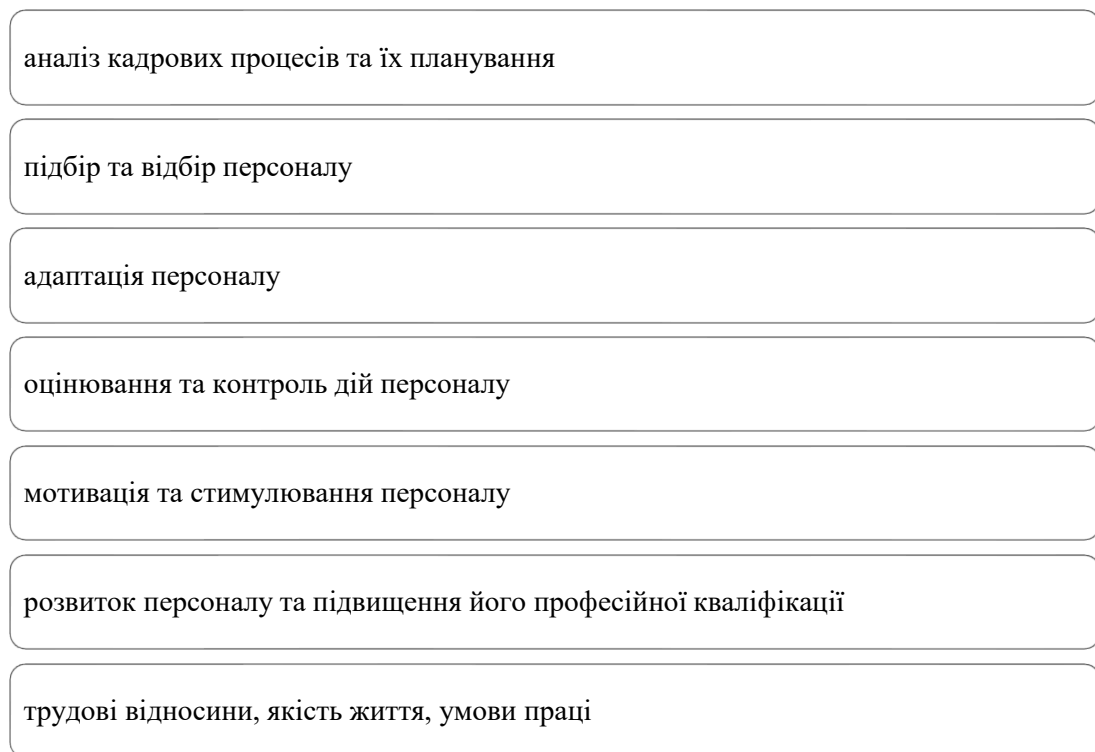 аналіз кадрових процесів та їх планування
підбір та відбір персоналу
адаптація персоналу
оцінювання та контроль дій персоналу
мотивація та стимулювання персоналу
розвиток персоналу та підвищення його професійної кваліфікації
трудові відносини, якість життя, умови праці